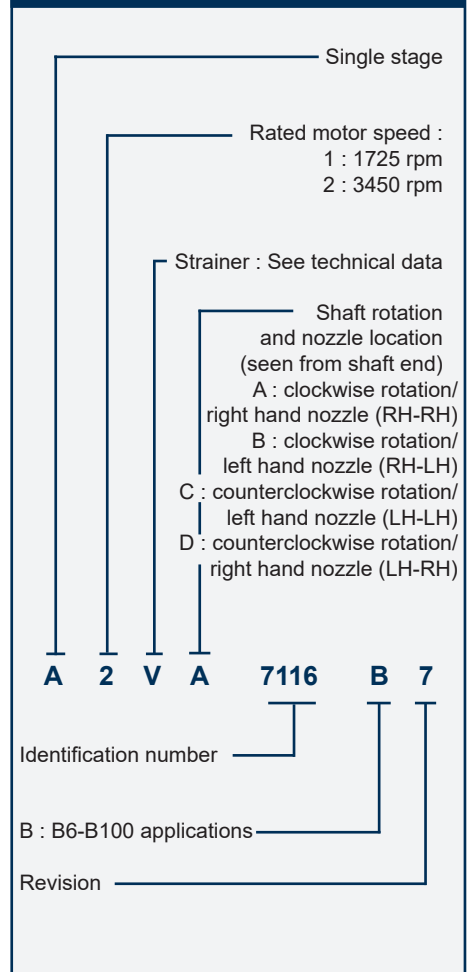 Single stage
Rated motor speed :
1 : 1725 rpm
2 : 3450 rpm
Strainer : See technical data
Shaft rotation
and nozzle location
(seen from shaft end)
A : clockwise rotation/
right hand nozzle (RH-RH)
B : clockwise rotation/
left hand nozzle (RH-LH)
C : counterclockwise rotation/
left hand nozzle (LH-LH)
D : counterclockwise rotation/
right hand nozzle (LH-RH)
A 2 V A 7116 B 7
Identification number
B : B6-B100 applications
Revision